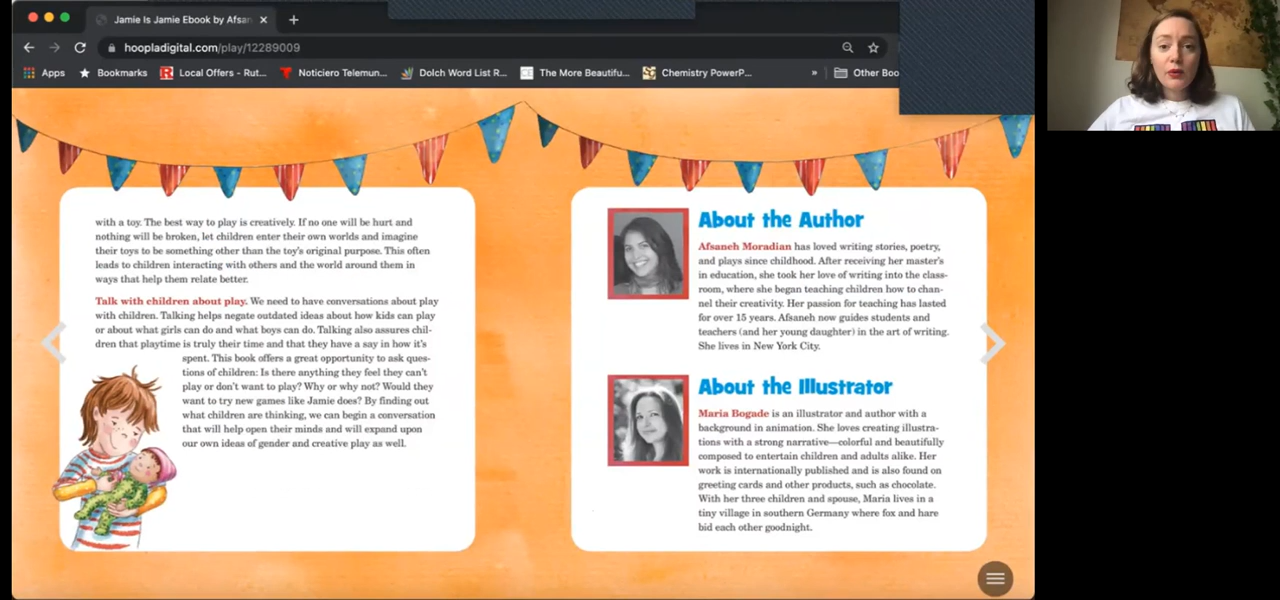 Jamie Is Jamie Ebook by Afsan
hoopladigital.com/play/12289009
Apps Bookmarks Local Offers - Rut... Noticiero Telemun... Dolch Word List R... The More Beautifu... Chemistry PowerP... » Other Boo
with a toy. The best way to play is creatively. If no one will be hurt and
nothing will be broken, let children enter their own worlds and imagine
their toys to be something other than the toy's original purpose. This often
leads to children interacting with others and the world around them in
ways that help them relate better.
Talk with children about play. We need to have conversations about play
with children. Talking helps negate outdated ideas about how kids can play
or about what girls can do and what boys can do. Talking also assures chil-
dren that playtime is truly their time and that they have a say in how it's
spent. This book offers a great opportunity to ask ques-
tions of children: Is there anything they feel they can't
play or don't want to play? Why or why not? Would they
want to try new games like Jamie does? By finding out
what children are thinking, we can begin a conversation
that will help open their minds and will expand upon
our own ideas of gender and creative play as well.
About the Author
Afsaneh Moradian has loved writing stories, poetry,
and plays since childhood. After receiving her master's
in education, she took her love of writing into the class-
room, where she began teaching children how to chan-
nel their creativity. Her passion for teaching has lasted
for over 15 years. Afsaneh now guides students and
teachers (and her young daughter) in the art of writing.
She lives in New York City.
About the Illustrator
Maria Bogade is an illustrator and author with a
background in animation. She loves creating illustra-
tions with a strong narrative—colorful and beautifully
composed to entertain children and adults alike. Her
work is internationally published and is also found on
greeting cards and other products, such as chocolate.
With her three children and spouse, Maria lives in a
tiny village in southern Germany where fox and hare
bid each other goodnight.